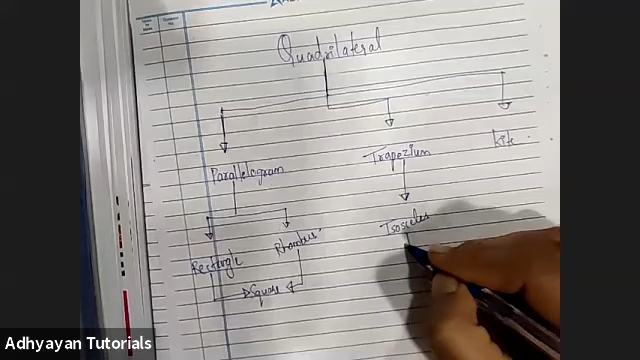 Quadrilateral
Parallelogram
Trapezium
kite
Rectangle
Rhombus
Isosceles
Square
Adhyayan Tutorials